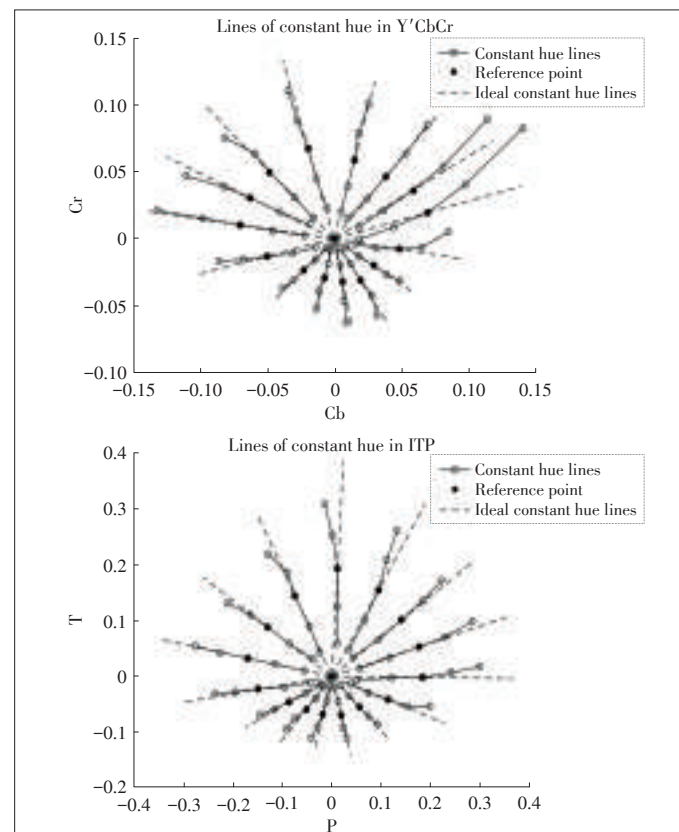 Lines of constant hue in Y′CbCr
Constant hue lines
Reference point
Ideal constant hue lines
0.15
0.10
0.05
0
−0.05
−0.10
Cr
−0.15 −0.10 −0.05 0 0.05 0.10 0.15
Cb
Lines of constant hue in ITP
Constant hue lines
Reference point
Ideal constant hue lines
0.4
0.3
0.2
0.1
0
−0.1
−0.2
T
−0.4 −0.3 −0.2 −0.1 0 0.1 0.2 0.3 0.4
P